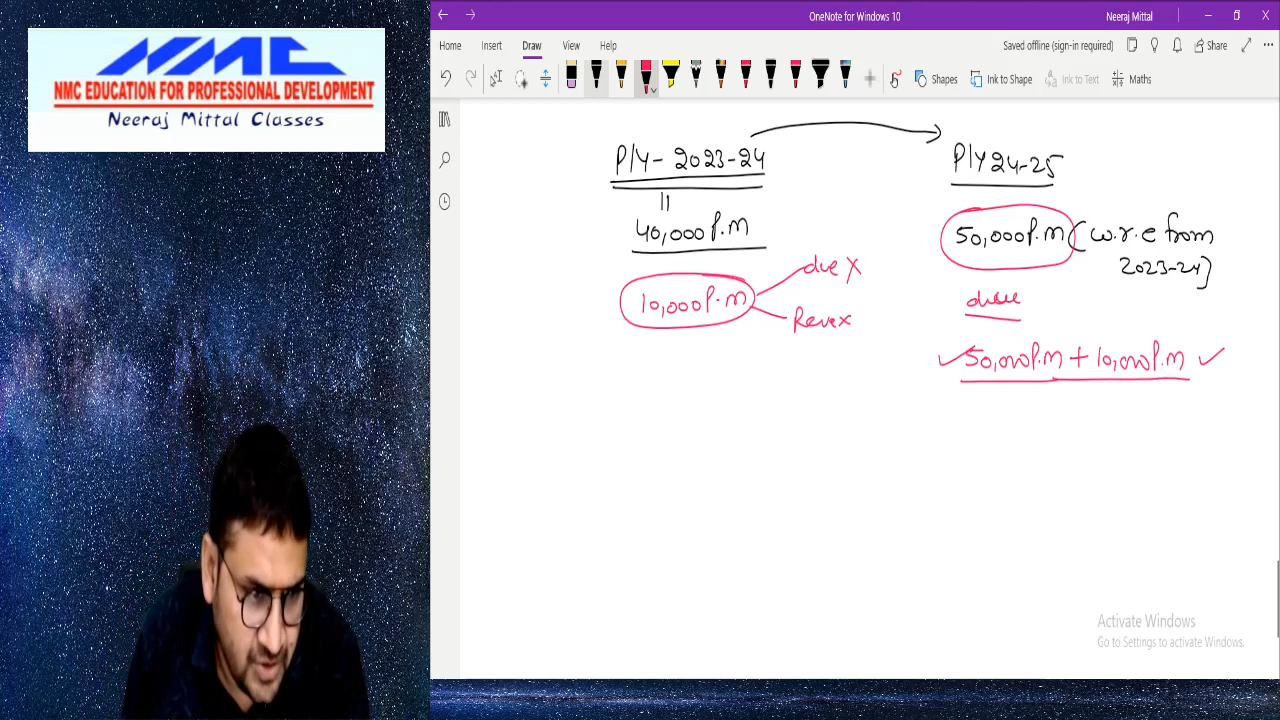 NMC
NMC EDUCATION FOR PROFESSIONAL DEVELOPMENT
Neeraj Mittal Classes
OneNote for Windows 10
Neeraj Mittal
Home Insert Draw View Help
Saved offline (sign-in required)
Share
Shapes
Ink to Shape
Ink to Text
Maths
P/Y- 2023-24
40,000 P.M
10,000 P.M
due X
P/Y 24-25
50,000 P.M (w.r.e from
2023-24)
due
50,000 P.M + 10,000 P.M
Activate Windows
Go to Settings to activate Windows.